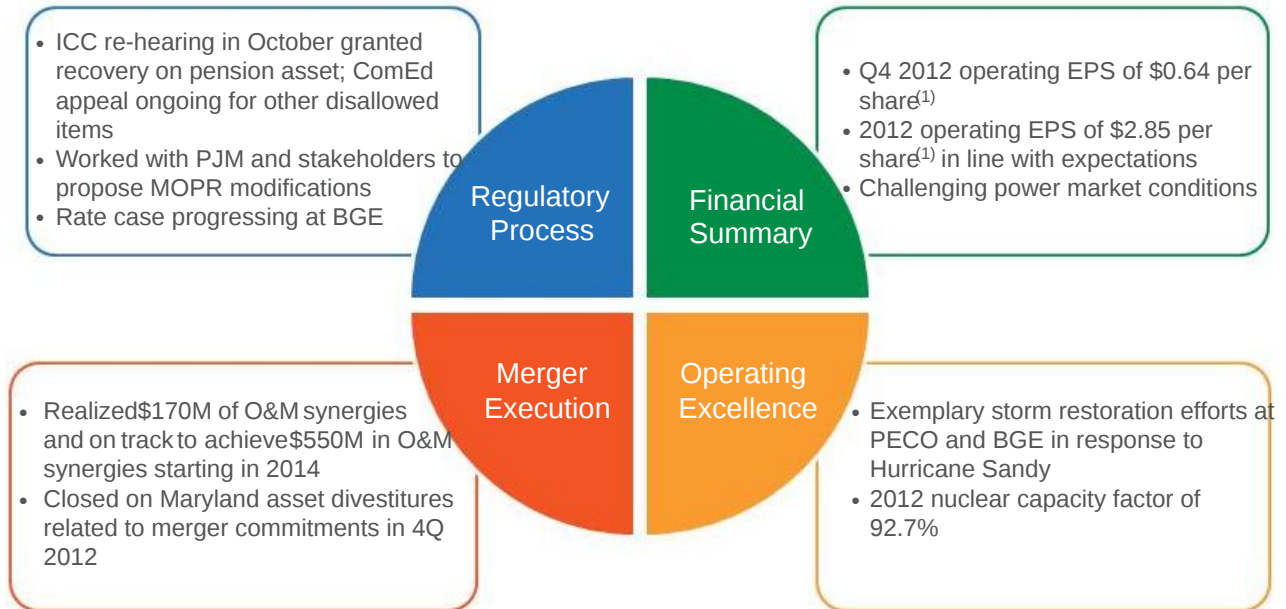 • ICC re-hearing in October granted
recovery on pension asset; ComEd
appeal ongoing for other disallowed
items
• Worked with PJM and stakeholders to
propose MOPR modifications
• Rate case progressing at BGE
Regulatory
Process
Financial
Summary
• Q4 2012 operating EPS of $0.64 per
share(1)
• 2012 operating EPS of $2.85 per
share(1) in line with expectations
• Challenging power market conditions
• Realized $170M of O&M synergies
and on track to achieve $550M in O&M
synergies starting in 2014
• Closed on Maryland asset divestitures
related to merger commitments in 4Q
2012
Merger
Execution
Operating
Excellence
• Exemplary storm restoration efforts at
PECO and BGE in response to
Hurricane Sandy
• 2012 nuclear capacity factor of
92.7%